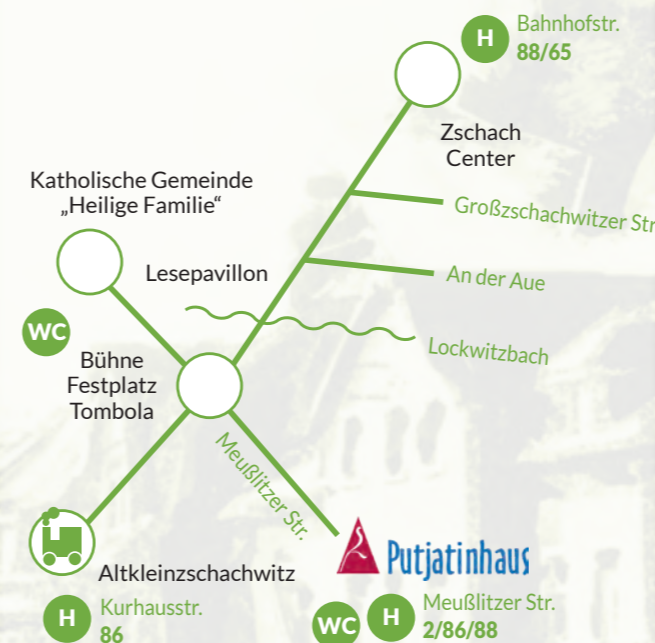 H
Bahnhofstr.
88/65
Zschach
Center
Katholische Gemeinde
„Heilige Familie“
Großzschachwitzer Str
Lesepavillon
An der Aue
WC
Lockwitzbach
Bühne
Festplatz
Tombola
Meußlitzer Str.
Putjatinhaus
Altkleinzschachwitz
H
Kurhausstr.
86
WC
H
Meußlitzer Str.
2/86/88